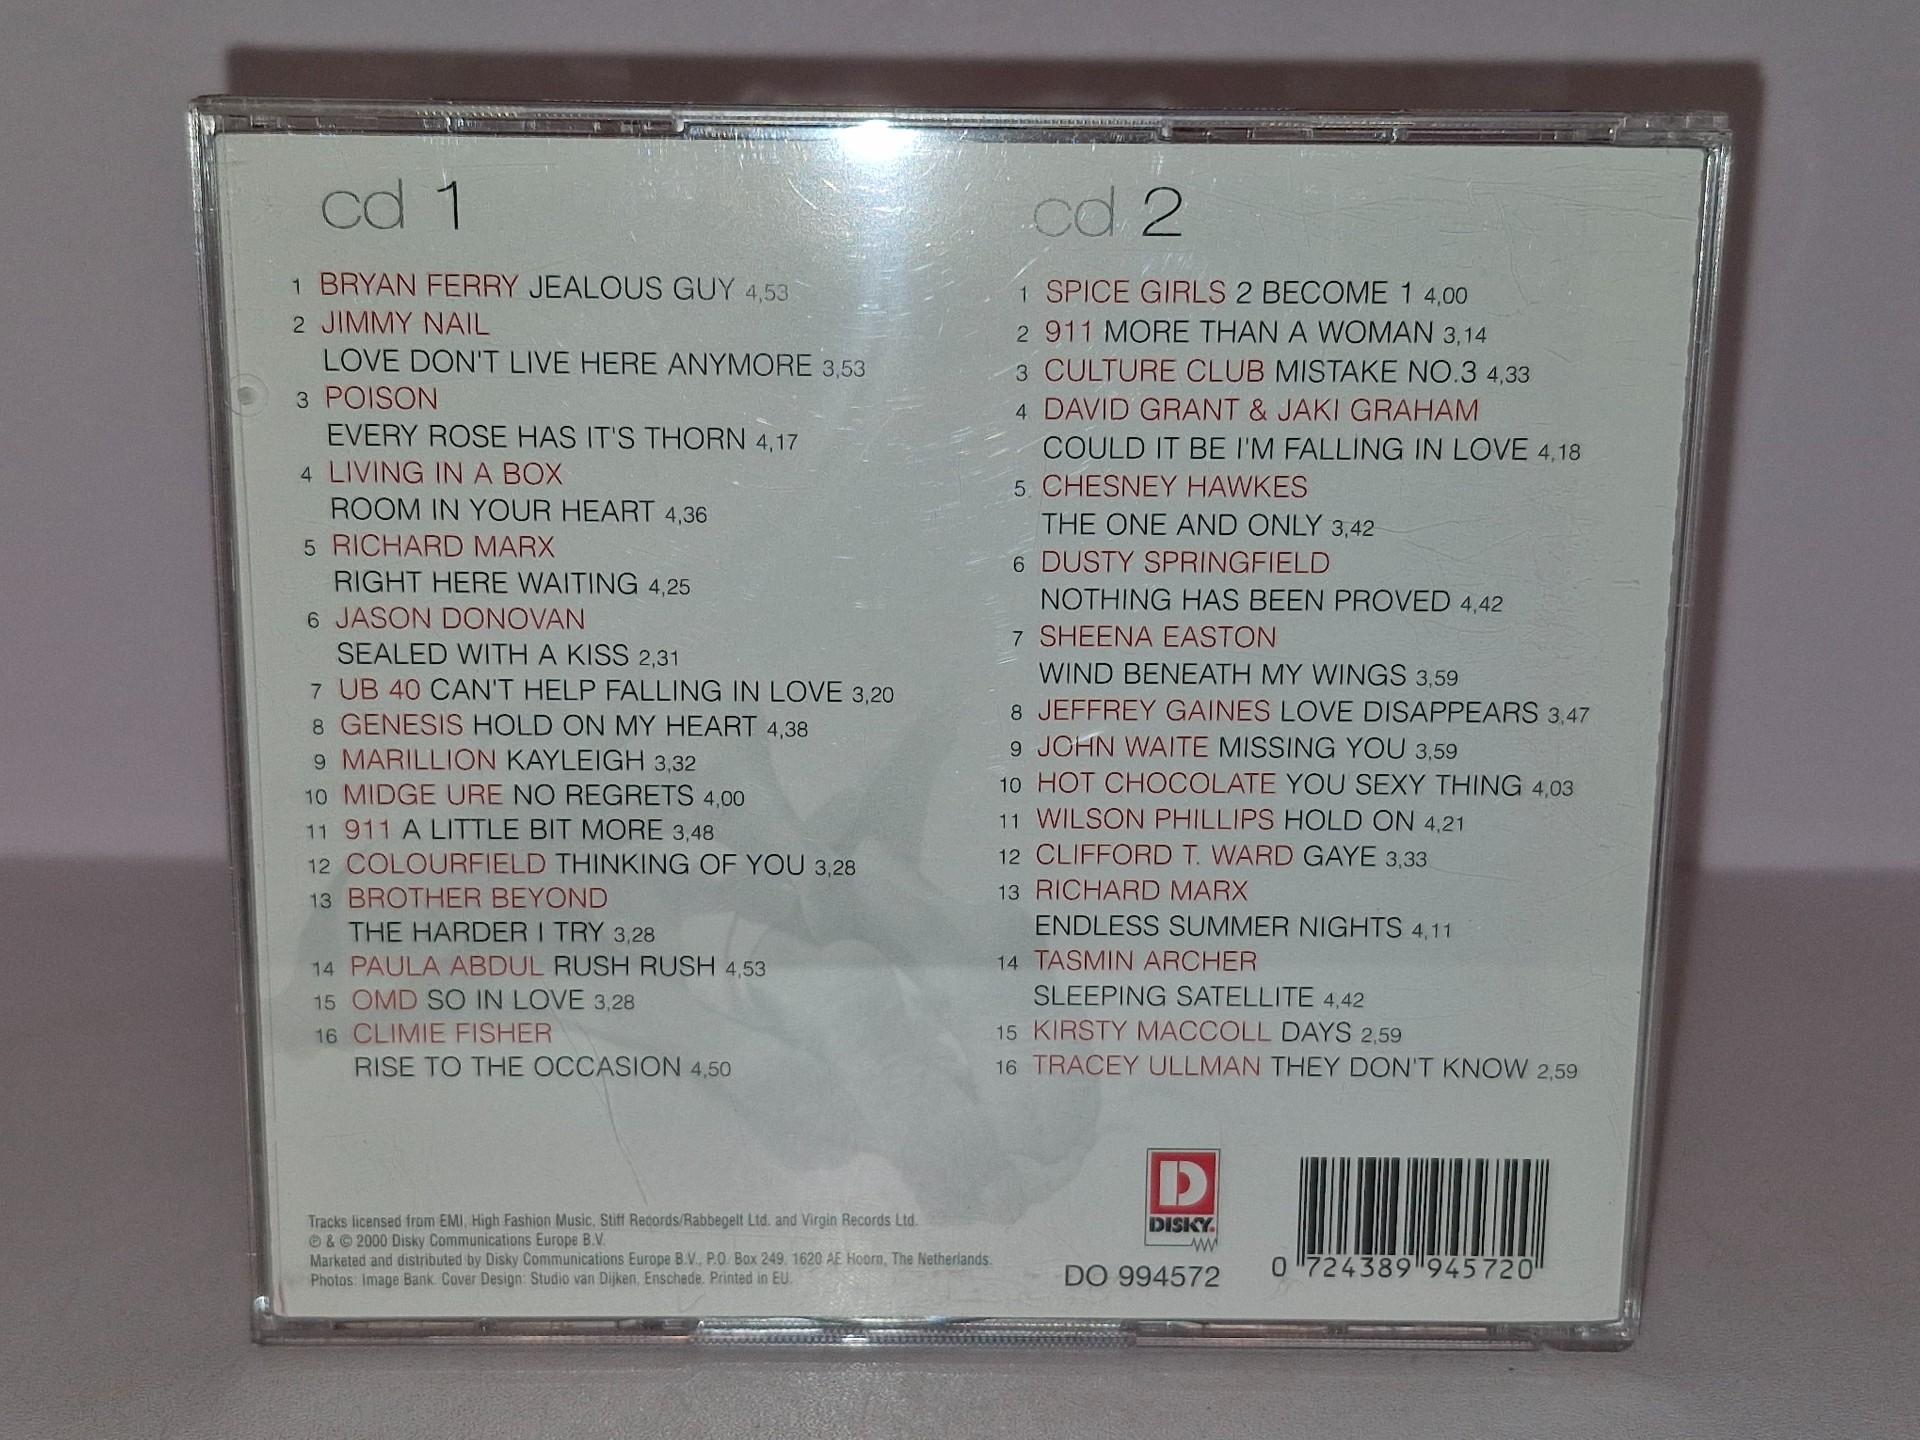 cd 1
1 BRYAN FERRY JEALOUS GUY 4,53
2 JIMMY NAIL
LOVE DON'T LIVE HERE ANYMORE 3,53
3 POISON
EVERY ROSE HAS IT'S THORN 4,17
4 LIVING IN A BOX
ROOM IN YOUR HEART 4,36
5 RICHARD MARX
RIGHT HERE WAITING 4,25
6 JASON DONOVAN
SEALED WITH A KISS 2,31
7 UB 40 CAN'T HELP FALLING IN LOVE 3,20
8 GENESIS HOLD ON MY HEART 4,38
9 MARILLION KAYLEIGH 3,32
10 MIDGE URE NO REGRETS 4,00
11 911 A LITTLE BIT MORE 3,48
12 COLOURFIELD THINKING OF YOU 3,28
13 BROTHER BEYOND
THE HARDER I TRY 3,28
14 PAULA ABDUL RUSH RUSH 4,53
15 OMD SO IN LOVE 3,28
16 CLIMIE FISHER
RISE TO THE OCCASION 4,50
cd 2
1 SPICE GIRLS 2 BECOME 1 4,00
2 911 MORE THAN A WOMAN 3,14
3 CULTURE CLUB MISTAKE NO.3 4,33
4 DAVID GRANT & JAKI GRAHAM
COULD IT BE I'M FALLING IN LOVE 4,18
5 CHESNEY HAWKES
THE ONE AND ONLY 3,42
6 DUSTY SPRINGFIELD
NOTHING HAS BEEN PROVED 4,42
7 SHEENA EASTON
WIND BENEATH MY WINGS 3,59
8 JEFFREY GAINES LOVE DISAPPEARS 3,47
9 JOHN WAITE MISSING YOU 3,59
10 HOT CHOCOLATE YOU SEXY THING 4,03
11 WILSON PHILLIPS HOLD ON 4,21
12 CLIFFORD T. WARD GAYE 3,33
13 RICHARD MARX
ENDLESS SUMMER NIGHTS 4,11
14 TASMIN ARCHER
SLEEPING SATELLITE 4,42
15 KIRSTY MACCOLL DAYS 2,59
16 TRACEY ULLMAN THEY DON'T KNOW 2,59
Tracks licensed from EMI, High Fashion Music, Stiff Records/Rabbegelt Ltd. and Virgin Records Ltd.
℗ & © 2000 Disky Communications Europe B.V.
Marketed and distributed by Disky Communications Europe B.V., P.O. Box 249, 1620 AE Hoorn, The Netherlands.
Photos: Image Bank. Cover Design: Studio van Dijken, Enschede. Printed in EU.
D
DISKY.
DO 994572
0 724389 945720